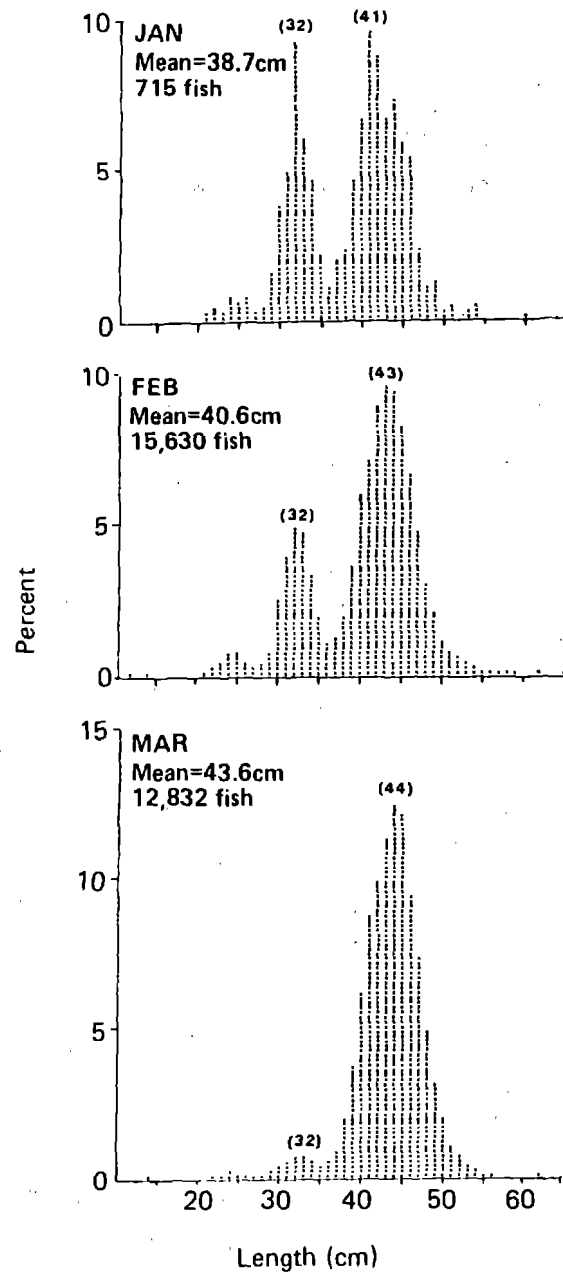 10
5
0
JAN
Mean=38.7cm
715 fish
(32)
(41)
10
5
0
FEB
Mean=40.6cm
15,630 fish
(32)
(43)
Percent
15
10
5
0
MAR
Mean=43.6cm
12,832 fish
(32)
(44)
20 30 40 50 60
Length (cm)